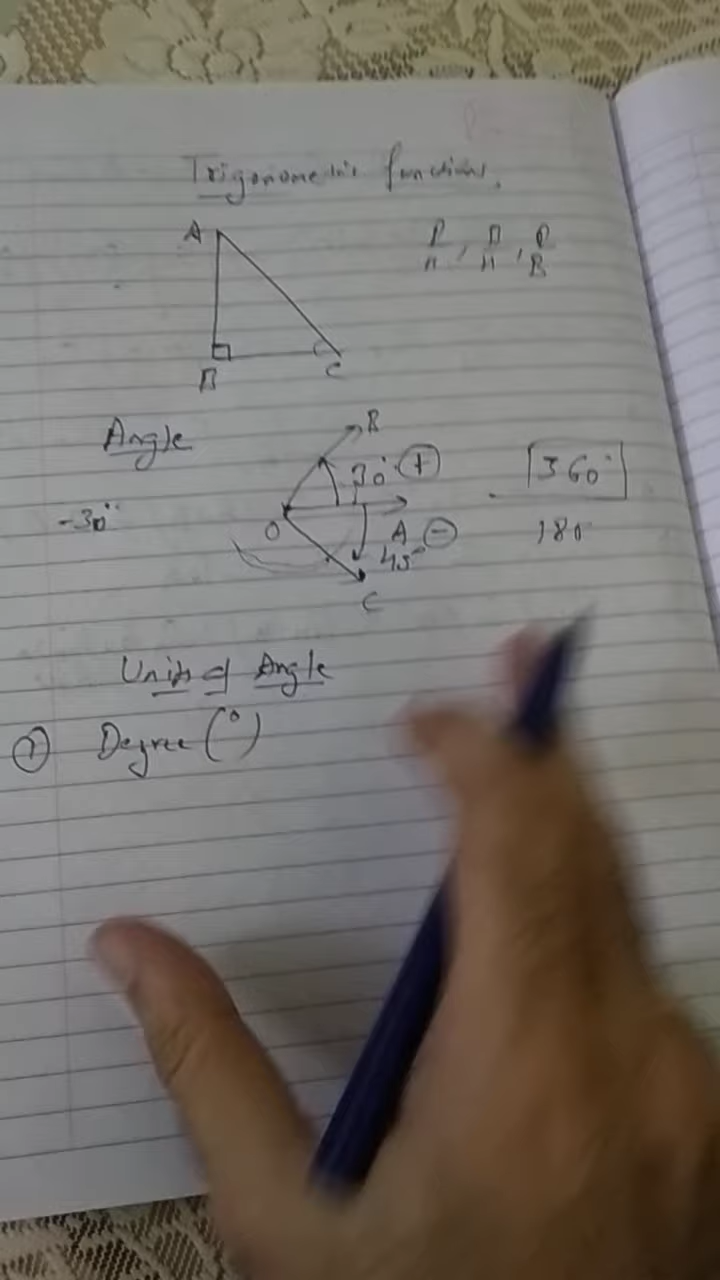 Trigonometric functions.
A
P/H, B/H, P/B
B
C
Angle
B
30° +
360°
-30°
O
A -
180
45°
C
Units of Angle
① Degree (°)